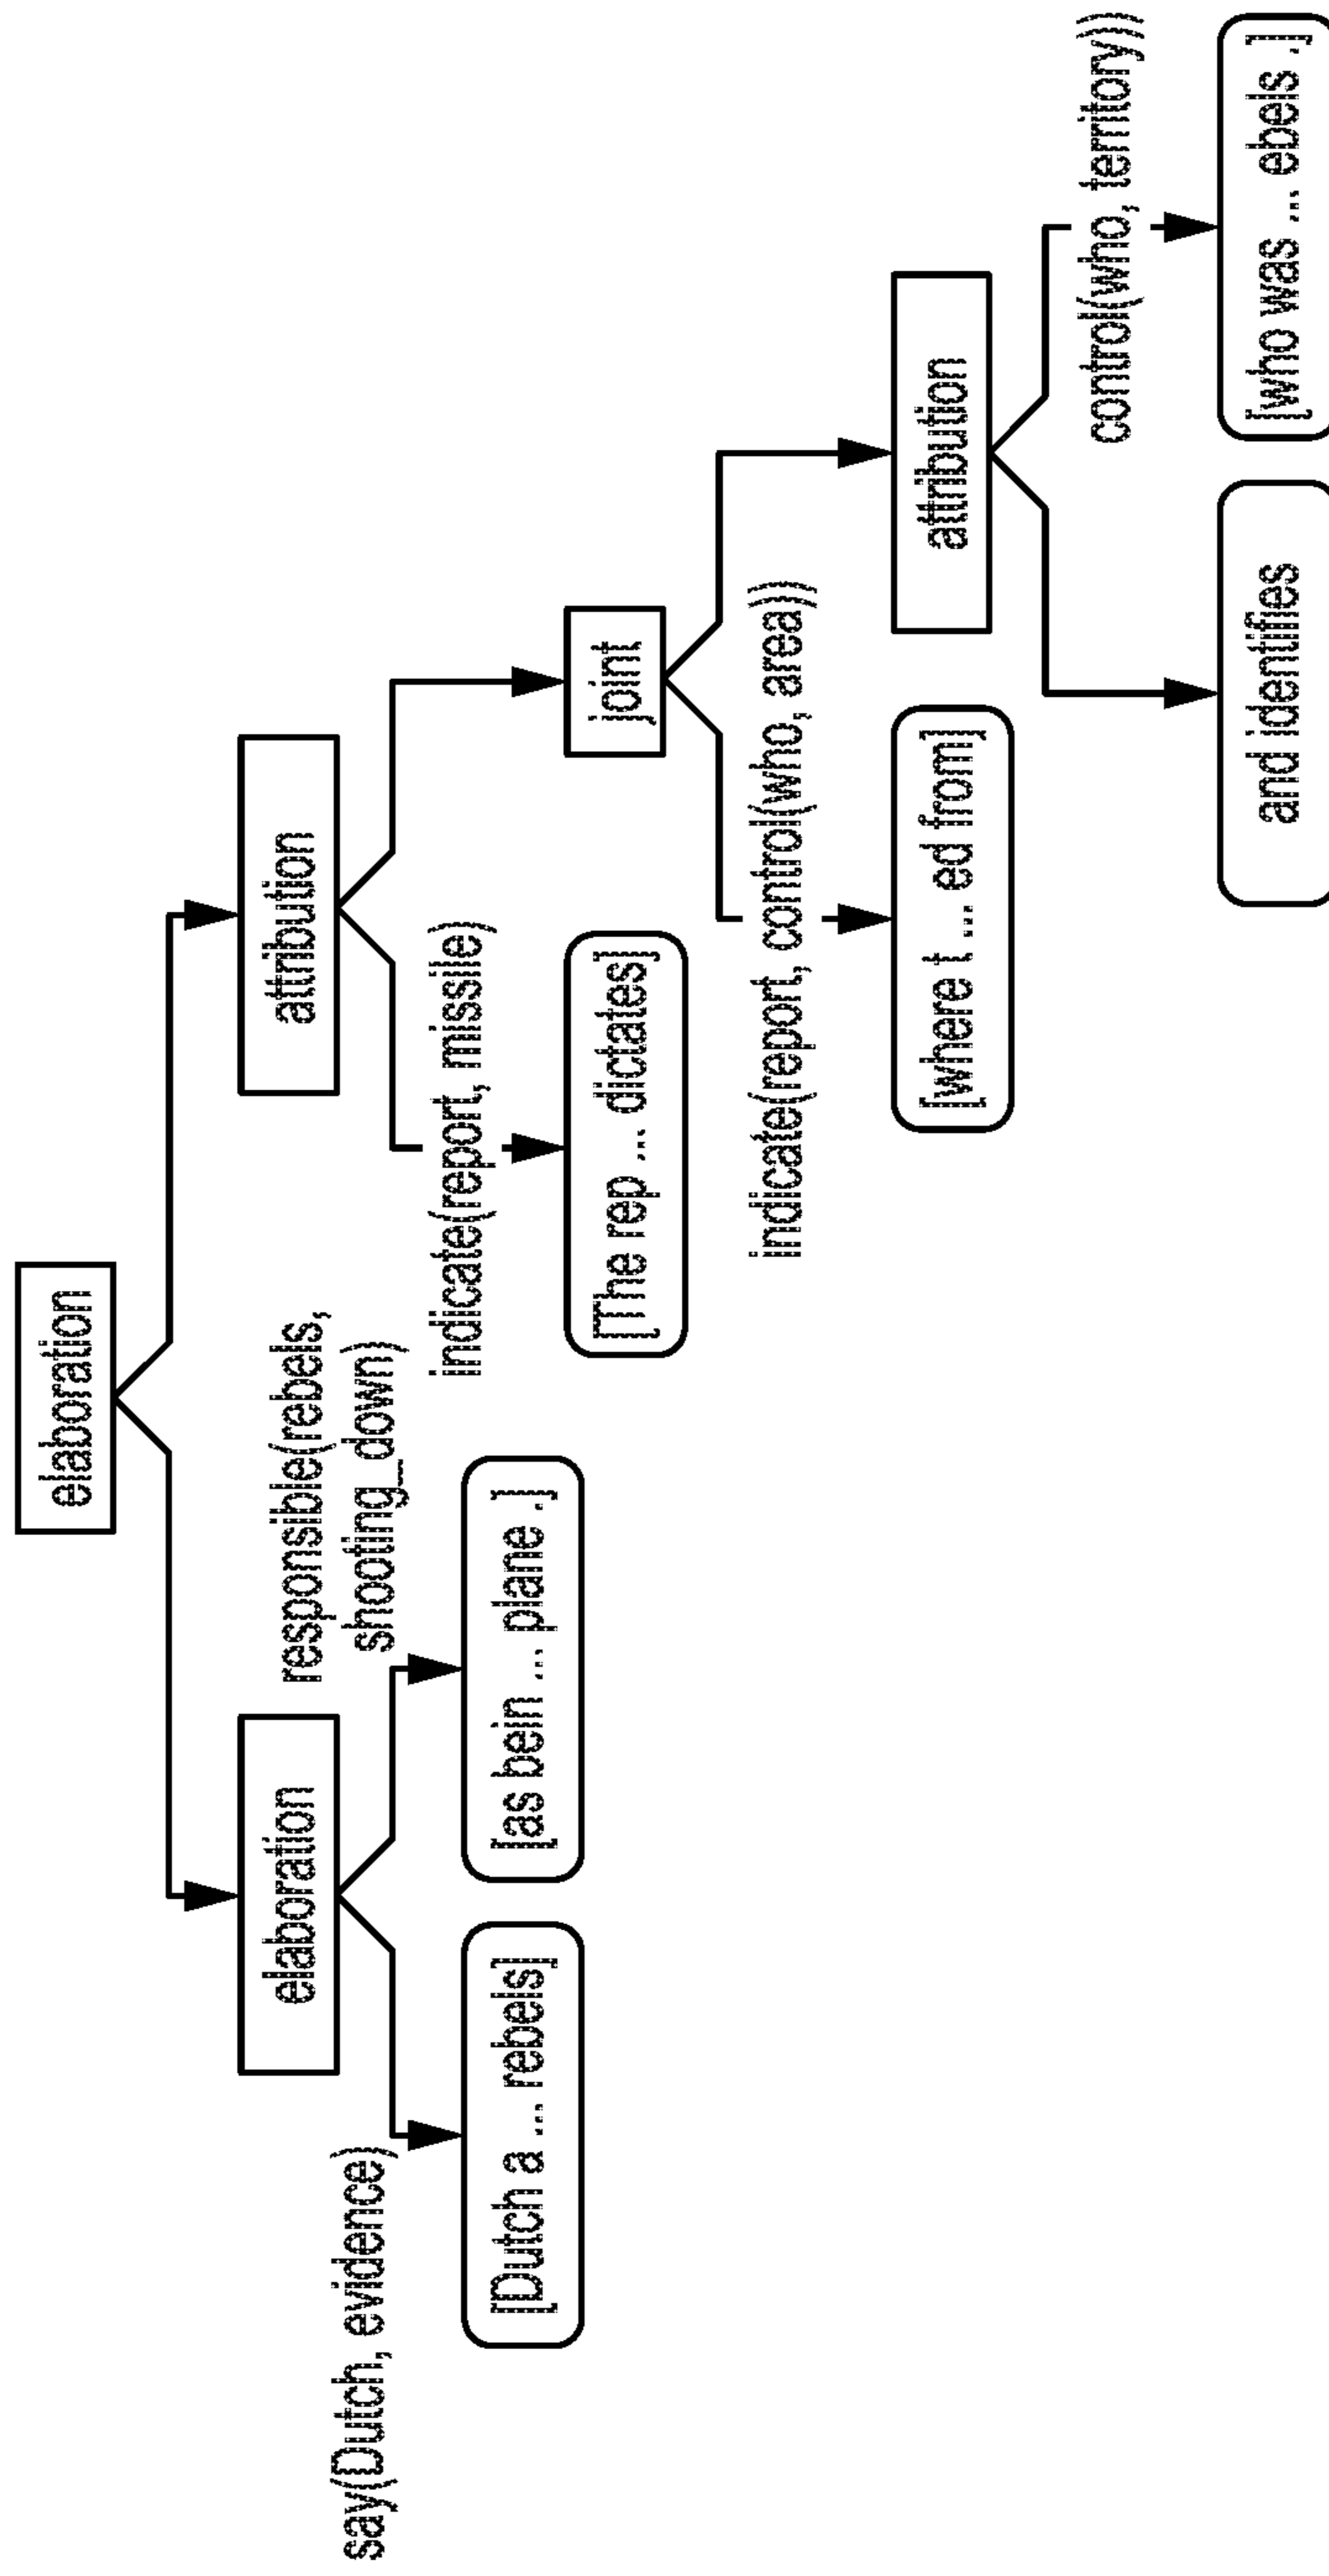 elaboration
elaboration
attribution
say(Dutch, evidence)
responsible(rebels,
shooting_down)
[Dutch a ... rebels]
[as bein ... plane .]
indicate(report, missile)
[The rep ... dictates]
joint
indicate(report, control(who, area))
[where t ... ed from]
attribution
control(who, territory))
and identifies
[who was ... ebels .]